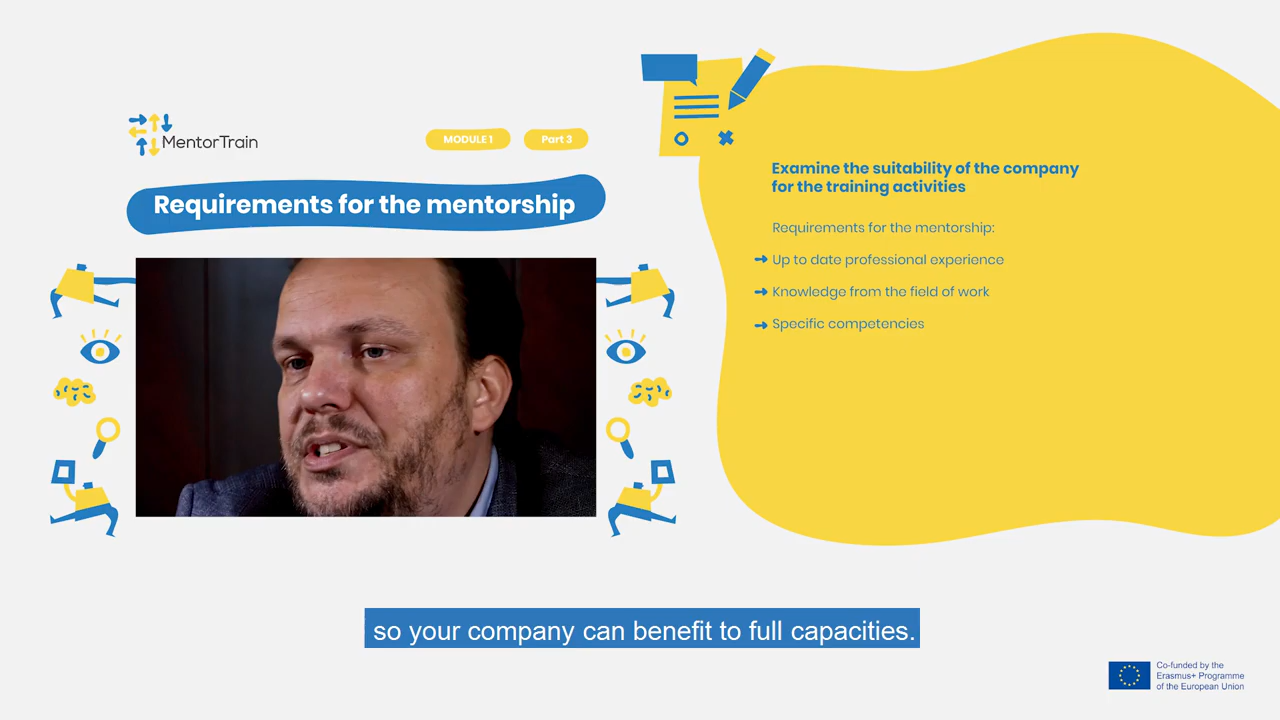 MentorTrain
MODULE 1
Part 3
Requirements for the mentorship
Examine the suitability of the company
for the training activities
Requirements for the mentorship:
Up to date professional experience
Knowledge from the field of work
Specific competencies
so your company can benefit to full capacities.
Co-funded by the
Erasmus+ Programme
of the European Union